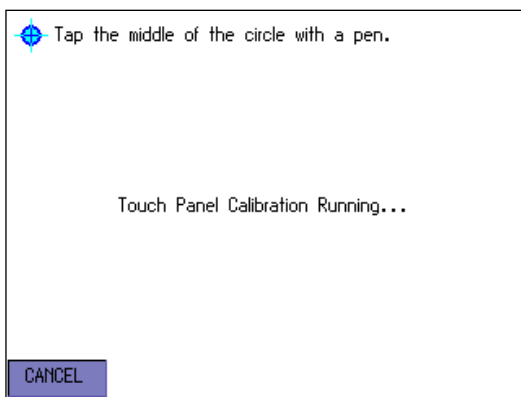 Tap the middle of the circle with a pen.
Touch Panel Calibration Running...
CANCEL